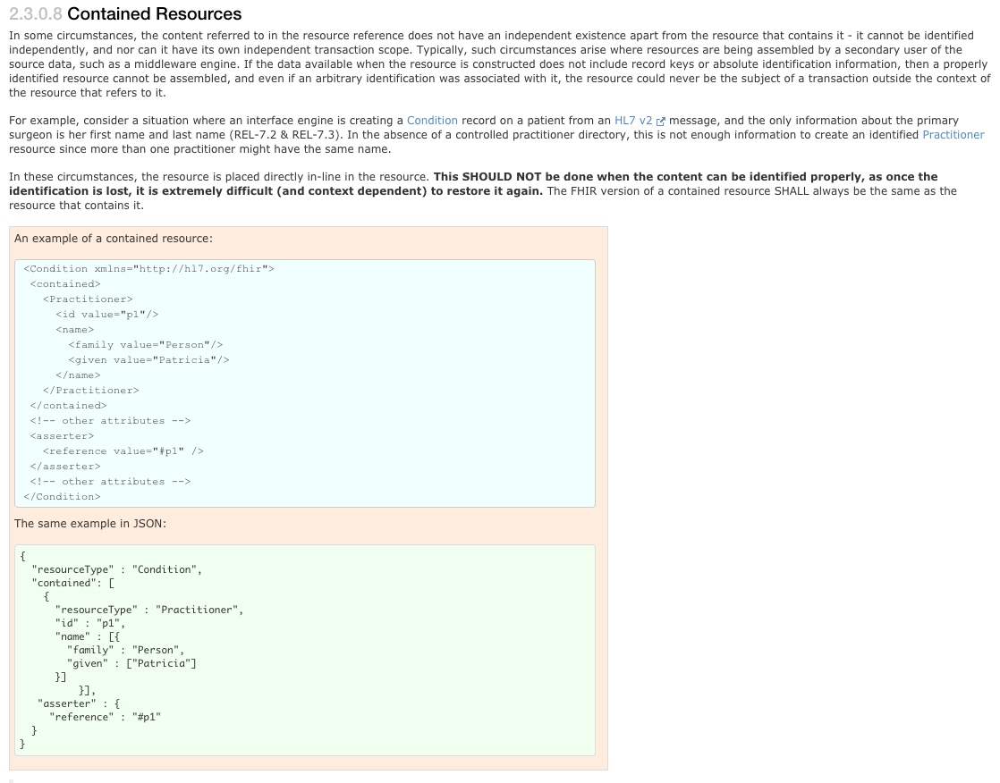 2.3.0.8 Contained Resources
In some circumstances, the content referred to in the resource reference does not have an independent existence apart from the resource that contains it - it cannot be identified
independently, and nor can it have its own independent transaction scope. Typically, such circumstances arise where resources are being assembled by a secondary user of the
source data, such as a middleware engine. If the data available when the resource is constructed does not include record keys or absolute identification information, then a properly
identified resource cannot be assembled, and even if an arbitrary identification was associated with it, the resource could never be the subject of a transaction outside the context of
the resource that refers to it.
For example, consider a situation where an interface engine is creating a Condition record on a patient from an HL7 v2 message, and the only information about the primary
surgeon is her first name and last name (REL-7.2 & REL-7.3). In the absence of a controlled practitioner directory, this is not enough information to create an identified Practitioner
resource since more than one practitioner might have the same name.
In these circumstances, the resource is placed directly in-line in the resource. This SHOULD NOT be done when the content can be identified properly, as once the
identification is lost, it is extremely difficult (and context dependent) to restore it again. The FHIR version of a contained resource SHALL always be the same as the
resource that contains it.
An example of a contained resource:
<Condition xmlns="http://hl7.org/fhir">
<contained>
<Practitioner>
<id value="p1"/>
<name>
<family value="Person"/>
<given value="Patricia"/>
</name>
</Practitioner>
</contained>
<!-- other attributes -->
<asserter>
<reference value="#p1" />
</asserter>
<!-- other attributes -->
</Condition>
The same example in JSON:
{
"resourceType" : "Condition",
"contained": [
{
"resourceType" : "Practitioner",
"id" : "p1",
"name" : [{
"family" : "Person",
"given" : ["Patricia"]
}]
}],
"asserter" : {
"reference" : "#p1"
}
}